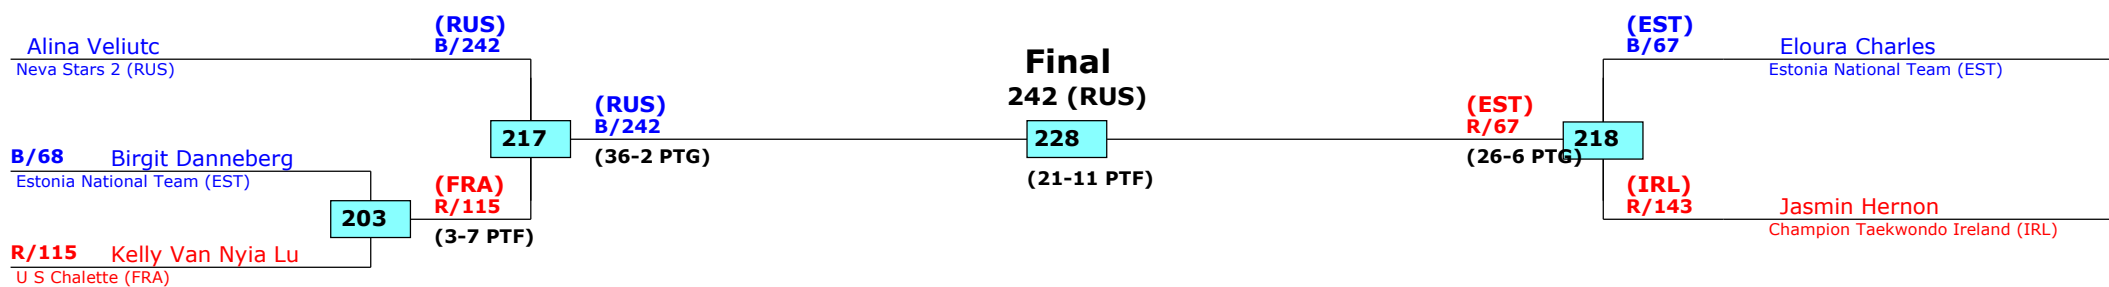 (RUS)
B/242
Alina Veliutc
Neva Stars 2 (RUS)
B/68 Birgit Danneberg
Estonia National Team (EST)
R/115 Kelly Van Nyia Lu
U S Chalette (FRA)
203
(FRA)
R/115
(3-7 PTF)
217
(RUS)
B/242
(36-2 PTG)
Final
242 (RUS)
228
(21-11 PTF)
(EST)
R/67
(26-6 PTG)
218
(EST)
B/67
Eloura Charles
Estonia National Team (EST)
(IRL)
R/143
Jasmin Hernon
Champion Taekwondo Ireland (IRL)